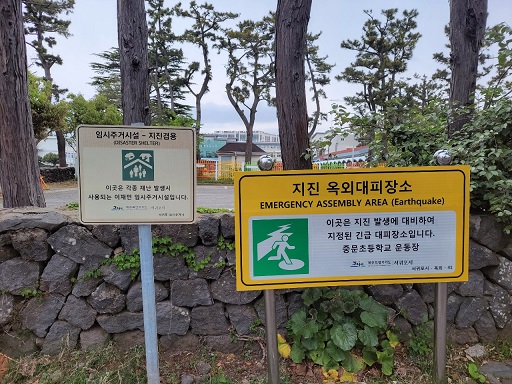 임시주거시설 - 지진겸용
(DISASTER SHELTER)
이곳은 각종 재난 발생시
사용되는 이재민 임시주거시설입니다.
지진 옥외대피장소
EMERGENCY ASSEMBLY AREA (Earthquake)
이곳은 지진 발생에 대비하여
지정된 긴급 대피장소입니다.
중문초등학교 운동장
서귀포시